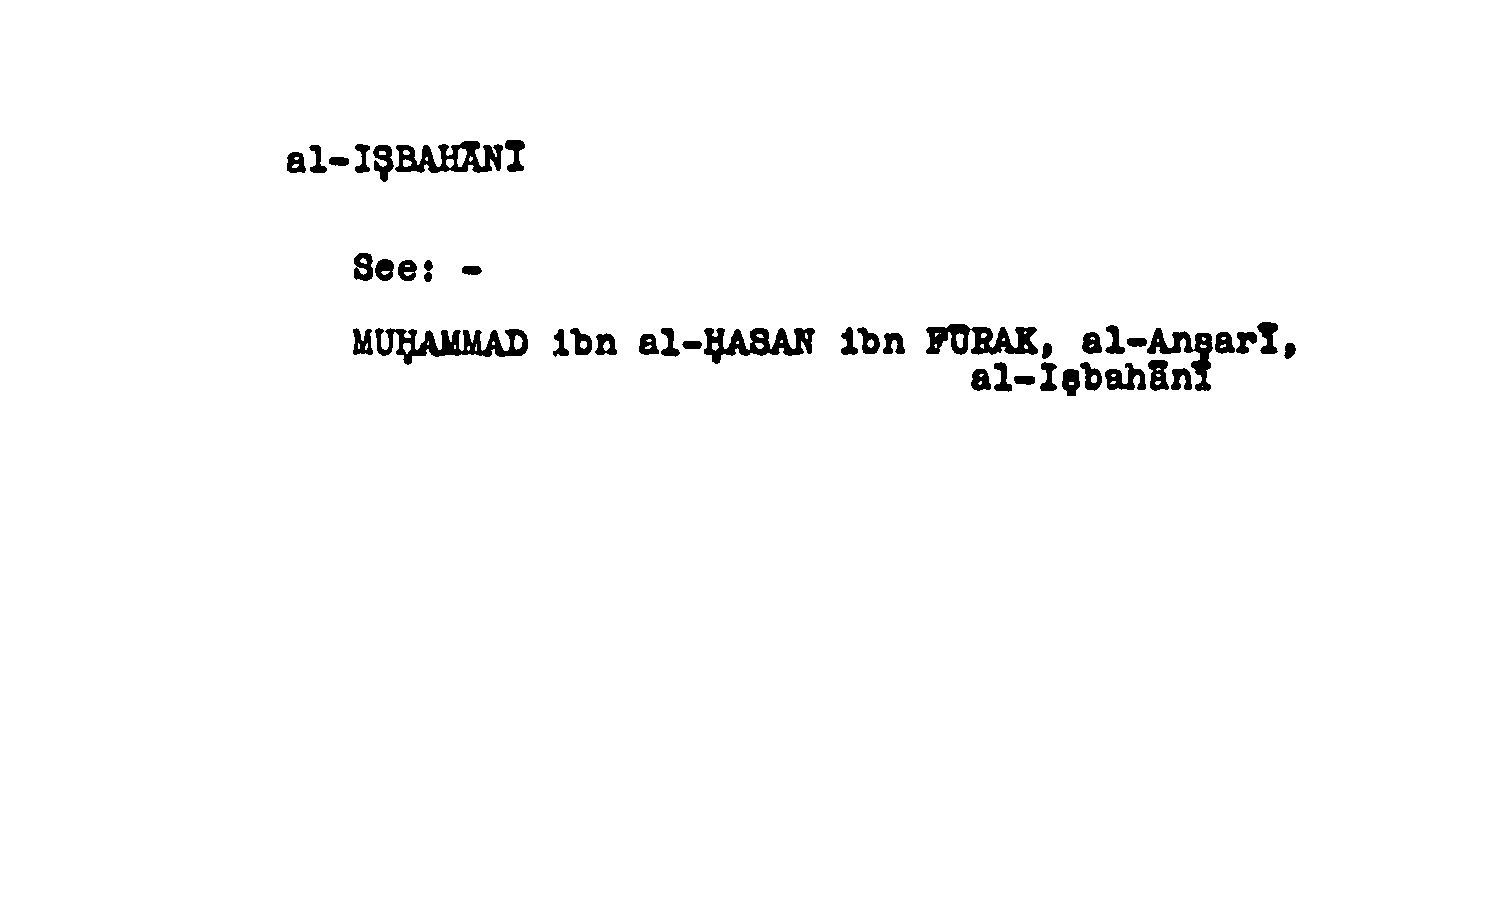 al-IṢBAHĀNĪ
See: -
MUḤAMMAD ibn al-ḤASAN ibn FŪRAK, al-Anṣarī,
al-Iṣbahānī